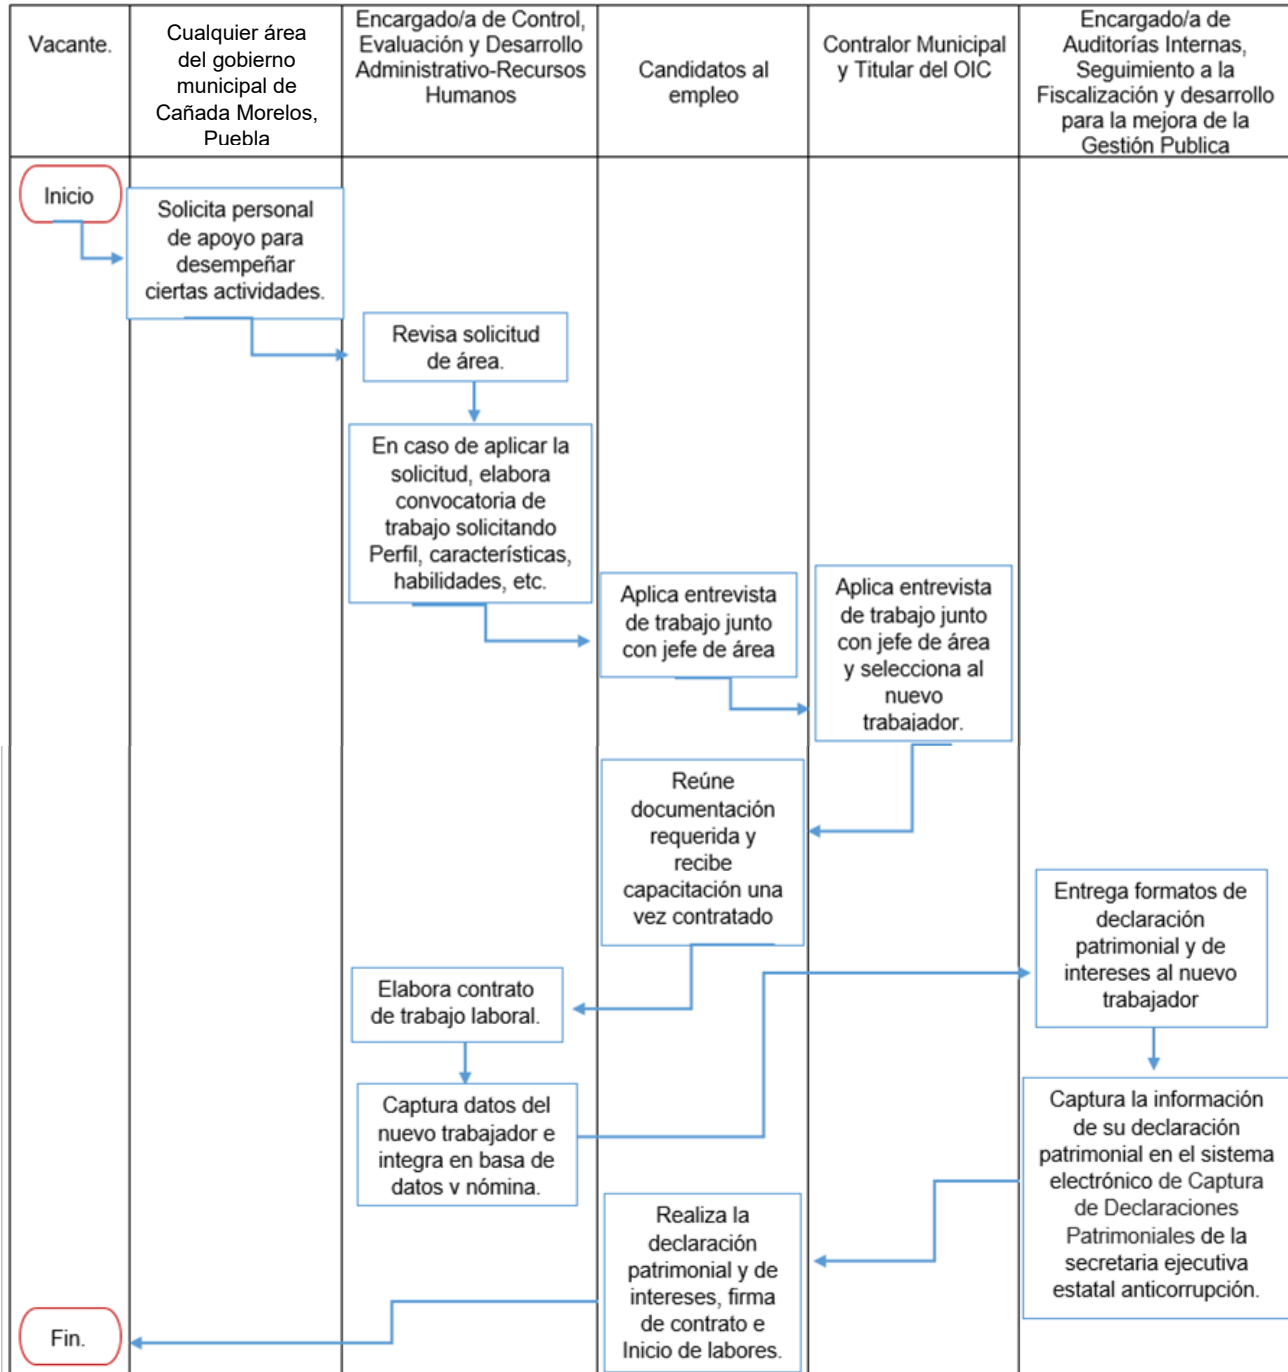 Vacante.
Cualquier área
del gobierno
municipal de
Cañada Morelos,
Puebla
Encargado/a de Control,
Evaluación y Desarrollo
Administrativo-Recursos
Humanos
Candidatos al
empleo
Contralor Municipal
y Titular del OIC
Encargado/a de
Auditorías Internas,
Seguimiento a la
Fiscalización y desarrollo
para la mejora de la
Gestión Publica
Inicio
Solicita personal
de apoyo para
desempeñar
ciertas actividades.
Revisa solicitud
de área.
En caso de aplicar la
solicitud, elabora
convocatoria de
trabajo solicitando
Perfil, características,
habilidades, etc.
Aplica entrevista
de trabajo junto
con jefe de área
Aplica entrevista
de trabajo junto
con jefe de área
y selecciona al
nuevo
trabajador.
Reúne
documentación
requerida y
recibe
capacitación una
vez contratado
Elabora contrato
de trabajo laboral.
Captura datos del
nuevo trabajador e
integra en basa de
datos y nómina.
Entrega formatos de
declaración
patrimonial y de
intereses al nuevo
trabajador
Captura la información
de su declaración
patrimonial en el sistema
electrónico de Captura
de Declaraciones
Patrimoniales de la
secretaria ejecutiva
estatal anticorrupción.
Realiza la
declaración
patrimonial y de
intereses, firma
de contrato e
Inicio de labores.
Fin.